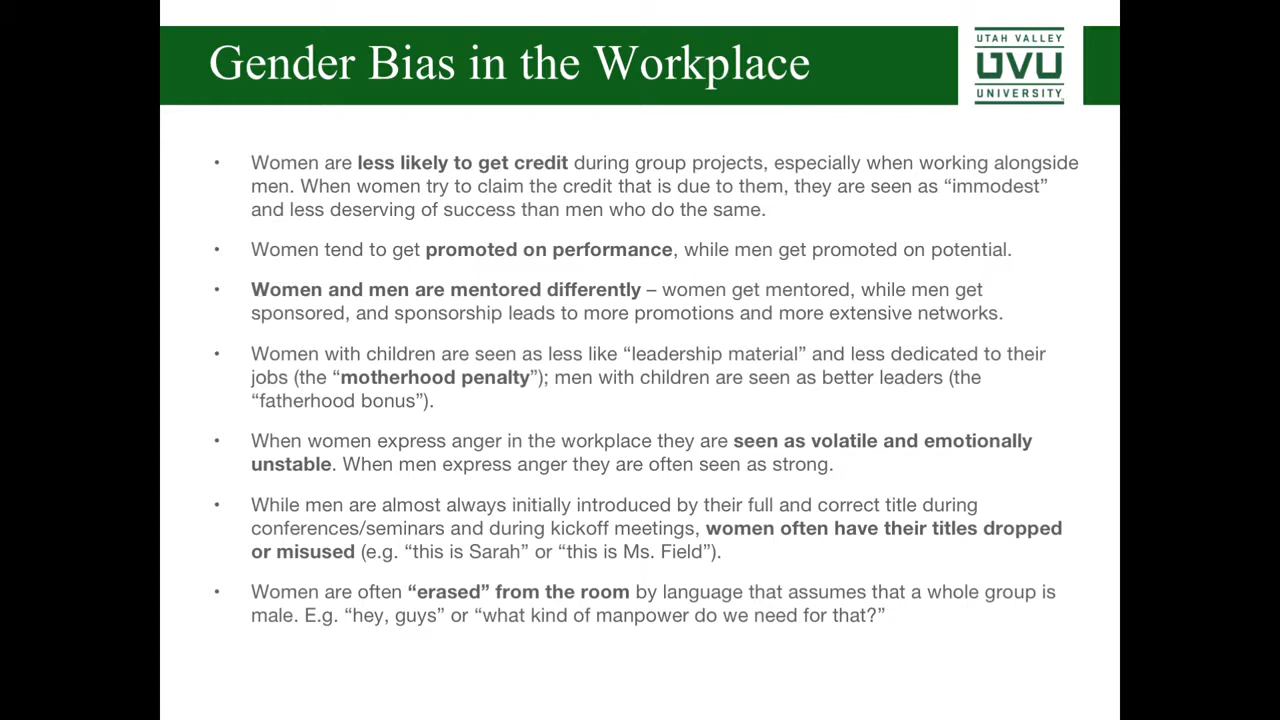 Gender Bias in the Workplace
UTAH VALLEY
UVU
UNIVERSITY
• Women are less likely to get credit during group projects, especially when working alongside
men. When women try to claim the credit that is due to them, they are seen as “immodest”
and less deserving of success than men who do the same.
• Women tend to get promoted on performance, while men get promoted on potential.
• Women and men are mentored differently – women get mentored, while men get
sponsored, and sponsorship leads to more promotions and more extensive networks.
• Women with children are seen as less like “leadership material” and less dedicated to their
jobs (the “motherhood penalty”); men with children are seen as better leaders (the
“fatherhood bonus”).
• When women express anger in the workplace they are seen as volatile and emotionally
unstable. When men express anger they are often seen as strong.
• While men are almost always initially introduced by their full and correct title during
conferences/seminars and during kickoff meetings, women often have their titles dropped
or misused (e.g. “this is Sarah” or “this is Ms. Field”).
• Women are often “erased” from the room by language that assumes that a whole group is
male. E.g. “hey, guys” or “what kind of manpower do we need for that?”